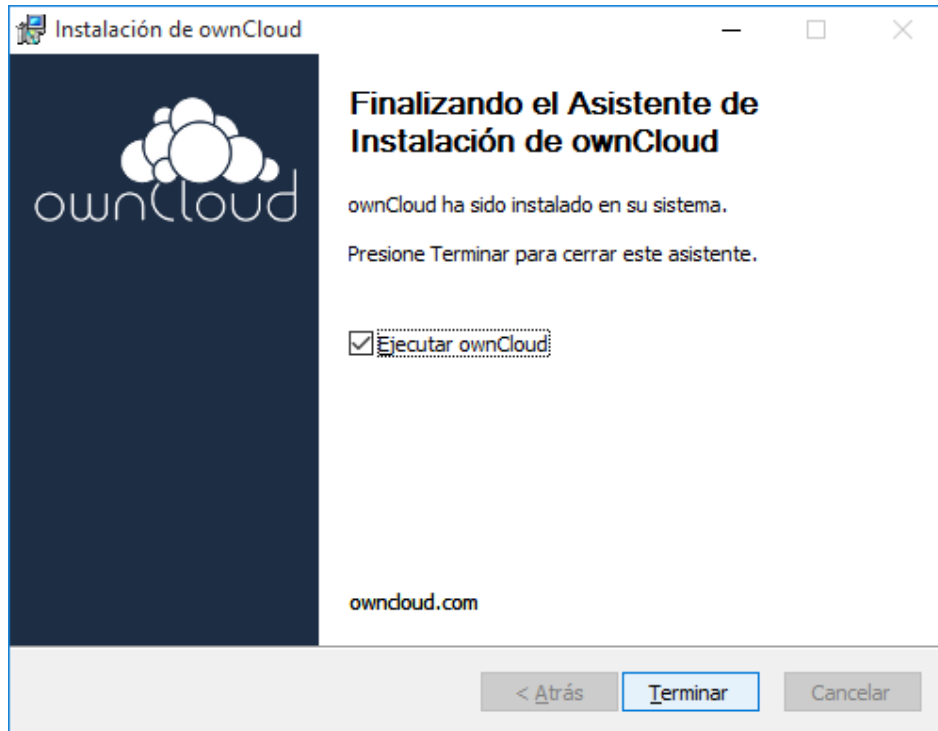 Instalación de ownCloud
ownCloud
Finalizando el Asistente de
Instalación de ownCloud
ownCloud ha sido instalado en su sistema.
Presione Terminar para cerrar este asistente.
Ejecutar ownCloud
owncloud.com
< Atrás
Terminar
Cancelar